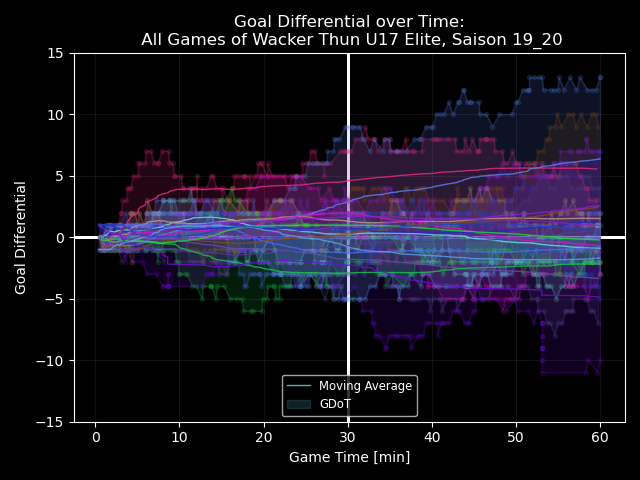 Goal Differential over Time:
All Games of Wacker Thun U17 Elite, Saison 19_20
Goal Differential
15
10
5
0
−5
−10
−15
Moving Average
GDoT
0 10 20 30 40 50 60
Game Time [min]